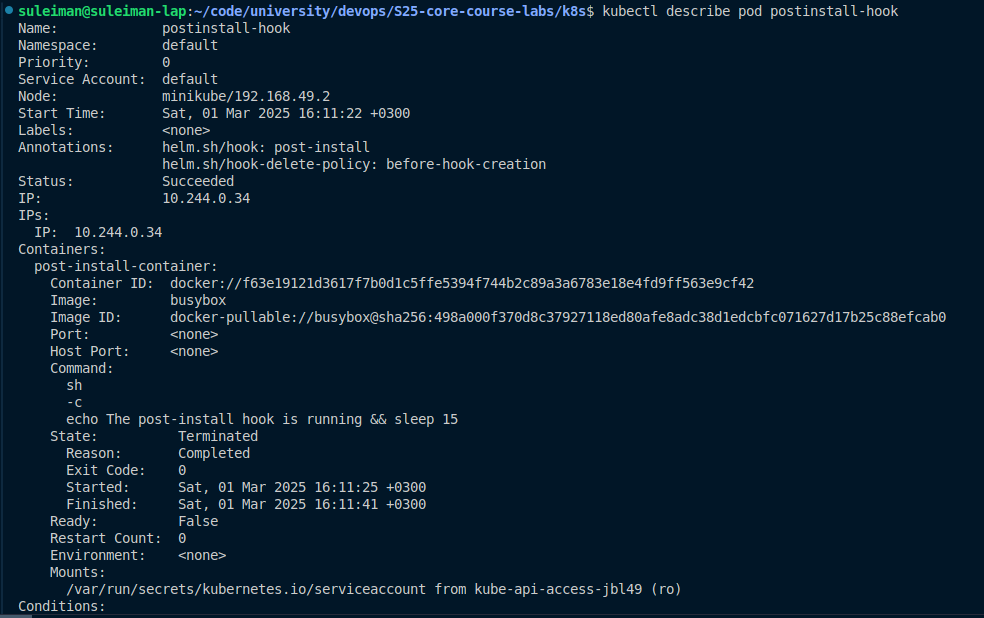 suleiman@suleiman-lap:~/code/university/devops/S25-core-course-labs/k8s$ kubectl describe pod postinstall-hook
Name:             postinstall-hook
Namespace:        default
Priority:         0
Service Account:  default
Node:             minikube/192.168.49.2
Start Time:       Sat, 01 Mar 2025 16:11:22 +0300
Labels:           <none>
Annotations:      helm.sh/hook: post-install
                  helm.sh/hook-delete-policy: before-hook-creation
Status:           Succeeded
IP:               10.244.0.34
IPs:
  IP:  10.244.0.34
Containers:
  post-install-container:
    Container ID:  docker://f63e19121d3617f7b0d1c5ffe5394f744b2c89a3a6783e18e4fd9ff563e9cf42
    Image:         busybox
    Image ID:      docker-pullable://busybox@sha256:498a000f370d8c37927118ed80afe8adc38d1edcbfc071627d17b25c88efcab0
    Port:          <none>
    Host Port:     <none>
    Command:
      sh
      -c
      echo The post-install hook is running && sleep 15
    State:          Terminated
      Reason:       Completed
      Exit Code:    0
      Started:      Sat, 01 Mar 2025 16:11:25 +0300
      Finished:     Sat, 01 Mar 2025 16:11:41 +0300
    Ready:          False
    Restart Count:  0
    Environment:    <none>
    Mounts:
      /var/run/secrets/kubernetes.io/serviceaccount from kube-api-access-jbl49 (ro)
Conditions: